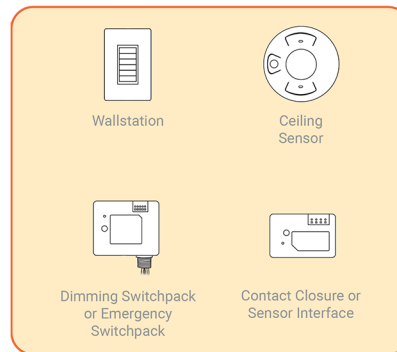 Wallstation
Ceiling
Sensor
Dimming Switchpack
or Emergency
Switchpack
Contact Closure or
Sensor Interface